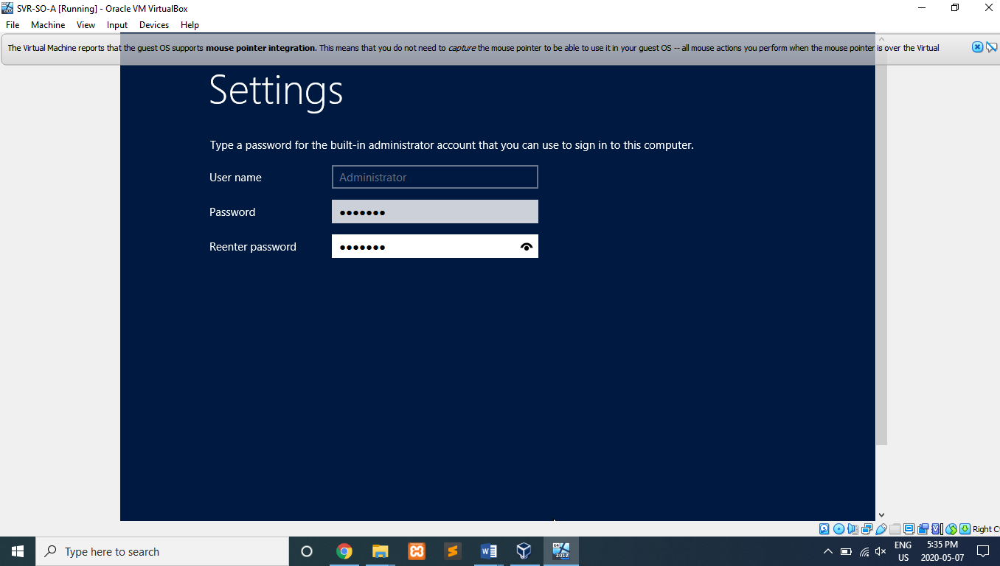 SVR-SO-A [Running] - Oracle VM VirtualBox
File Machine View Input Devices Help
The Virtual Machine reports that the guest OS supports mouse pointer integration. This means that you do not need to capture the mouse pointer to be able to use it in your guest OS -- all mouse actions you perform when the mouse pointer is over the Virtual
Settings
Type a password for the built-in administrator account that you can use to sign in to this computer.
User name Administrator
Password •••••••
Reenter password •••••••
Right C
Type here to search
64
2012
ENG
US
5:35 PM
2020-05-07